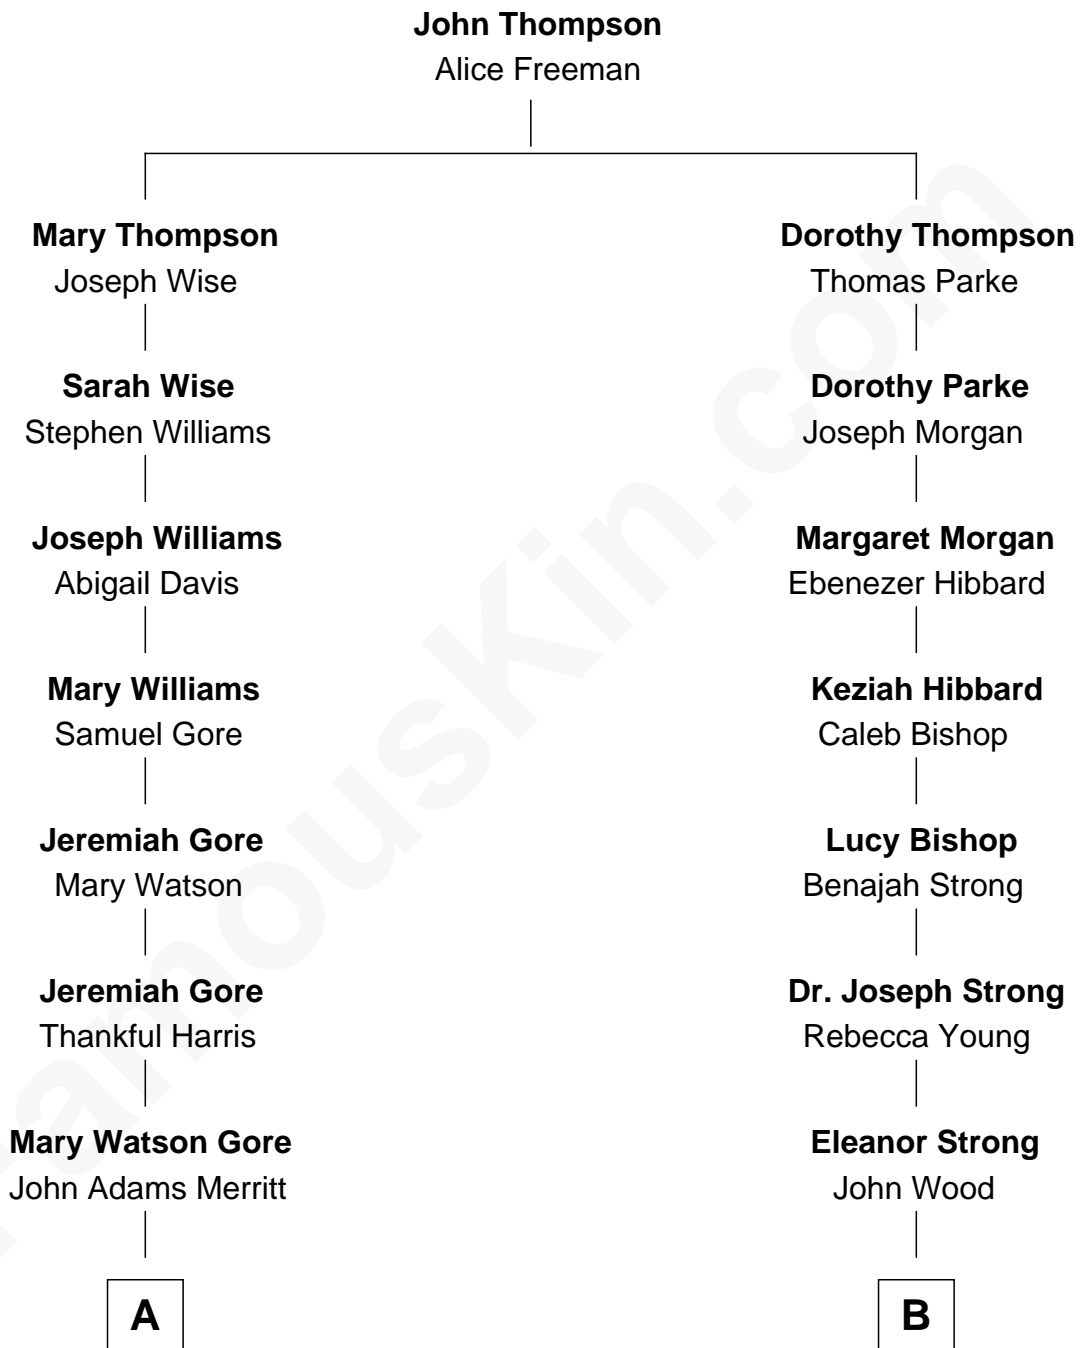 John Thompson
Alice Freeman
Mary Thompson
Joseph Wise
Dorothy Thompson
Thomas Parke
Sarah Wise
Stephen Williams
Dorothy Parke
Joseph Morgan
Joseph Williams
Abigail Davis
Margaret Morgan
Ebenezer Hibbard
Mary Williams
Samuel Gore
Keziah Hibbard
Caleb Bishop
Jeremiah Gore
Mary Watson
Lucy Bishop
Benajah Strong
Jeremiah Gore
Thankful Harris
Dr. Joseph Strong
Rebecca Young
Mary Watson Gore
John Adams Merritt
Eleanor Strong
John Wood
A
B
FamousKin.com